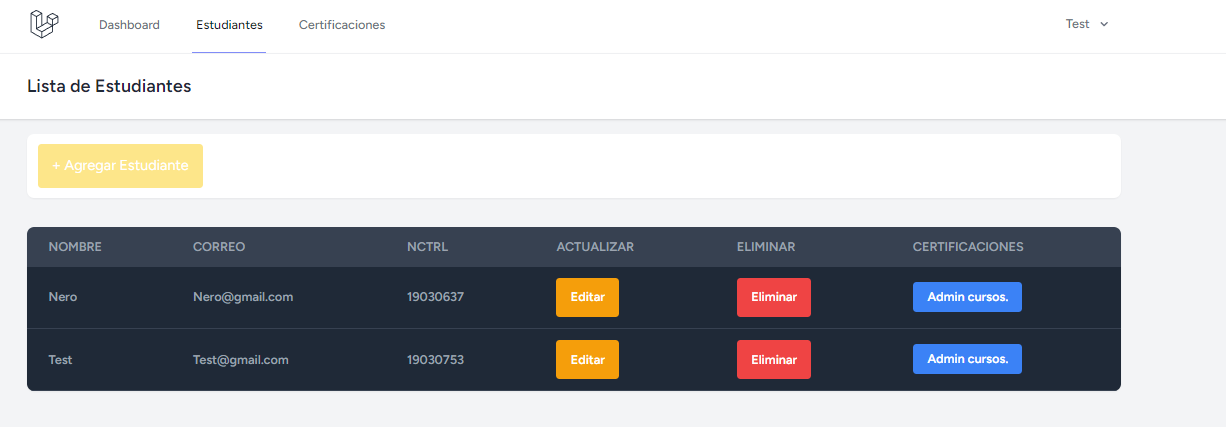 Dashboard Estudiantes Certificaciones Test
Lista de Estudiantes
+ Agregar Estudiante
NOMBRE CORREO NCTRL ACTUALIZAR ELIMINAR CERTIFICACIONES
Nero Nero@gmail.com 19030637 Editar Eliminar Admin cursos.
Test Test@gmail.com 19030753 Editar Eliminar Admin cursos.